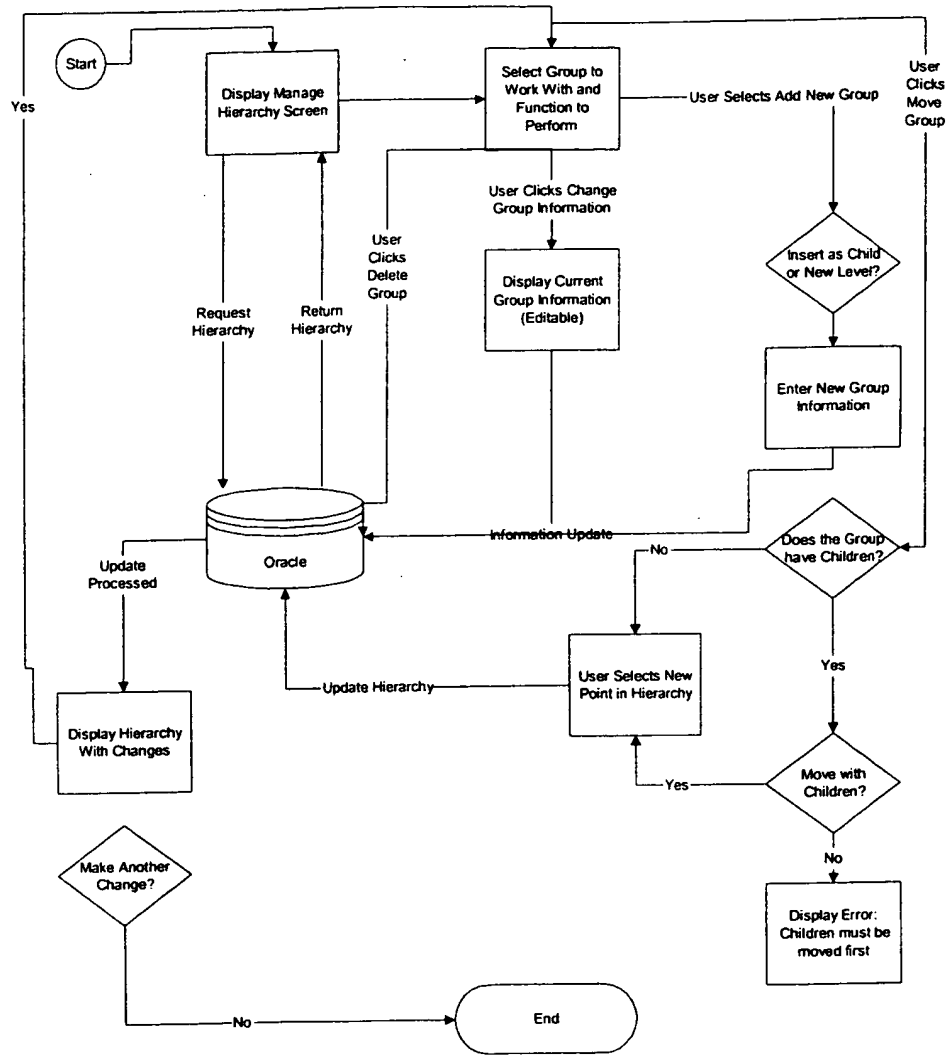 Start
Yes
Display Manage
Hierarchy Screen
Select Group to
Work With and
Function to
Perform
User Selects Add New Group
User
Clicks
Move
Group
User Clicks Change
Group Information
User
Clicks
Delete
Group
Insert as Child
or New Level?
Display Current
Group Information
(Editable)
Request
Hierarchy
Return
Hierarchy
Enter New Group
Information
Information Update
Oracle
No
Does the Group
have Children?
Update
Processed
Yes
Update Hierarchy
User Selects New
Point in Hierarchy
Display Hierarchy
With Changes
Yes
Move with
Children?
No
Make Another
Change?
Display Error:
Children must be
moved first
No
End